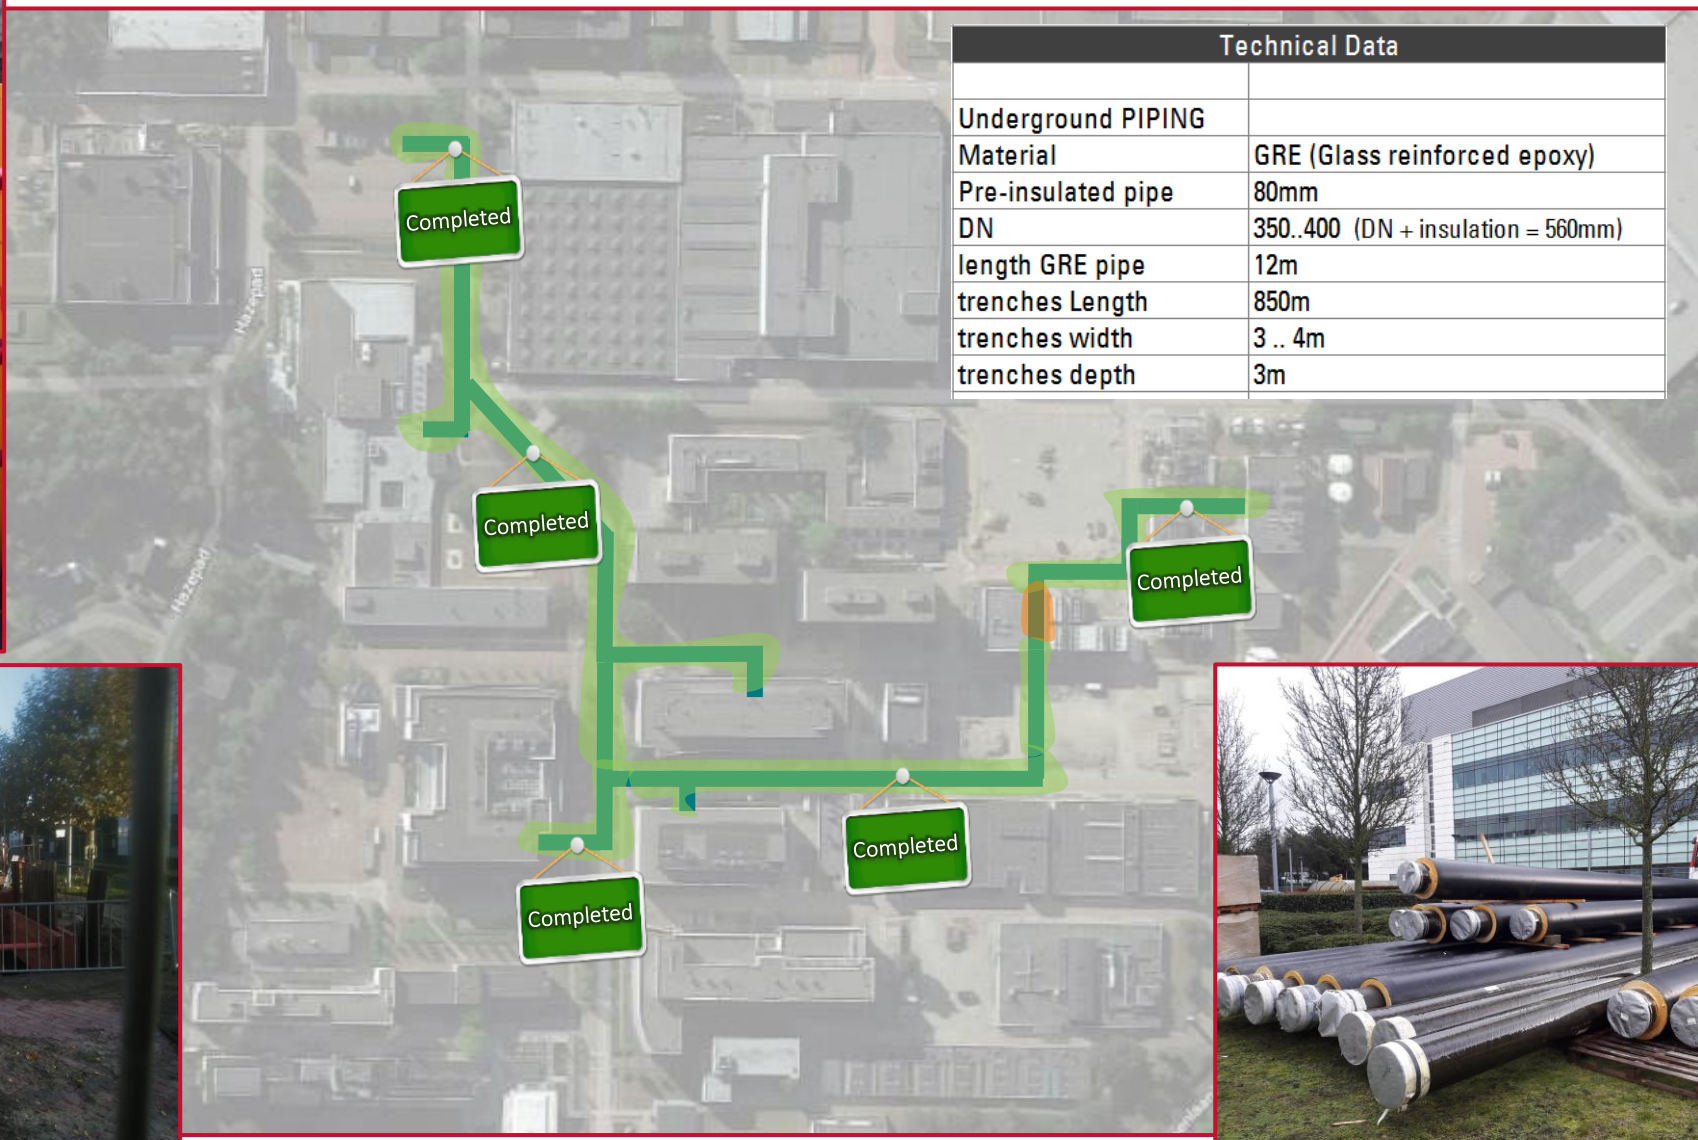 Technical Data
Underground PIPING
Material GRE (Glass reinforced epoxy)
Pre-insulated pipe 80mm
DN 350..400 (DN + insulation = 560mm)
length GRE pipe 12m
trenches Length 850m
trenches width 3 .. 4m
trenches depth 3m
Completed
Hazepad
Completed
Hazepad
Completed
Completed
Completed